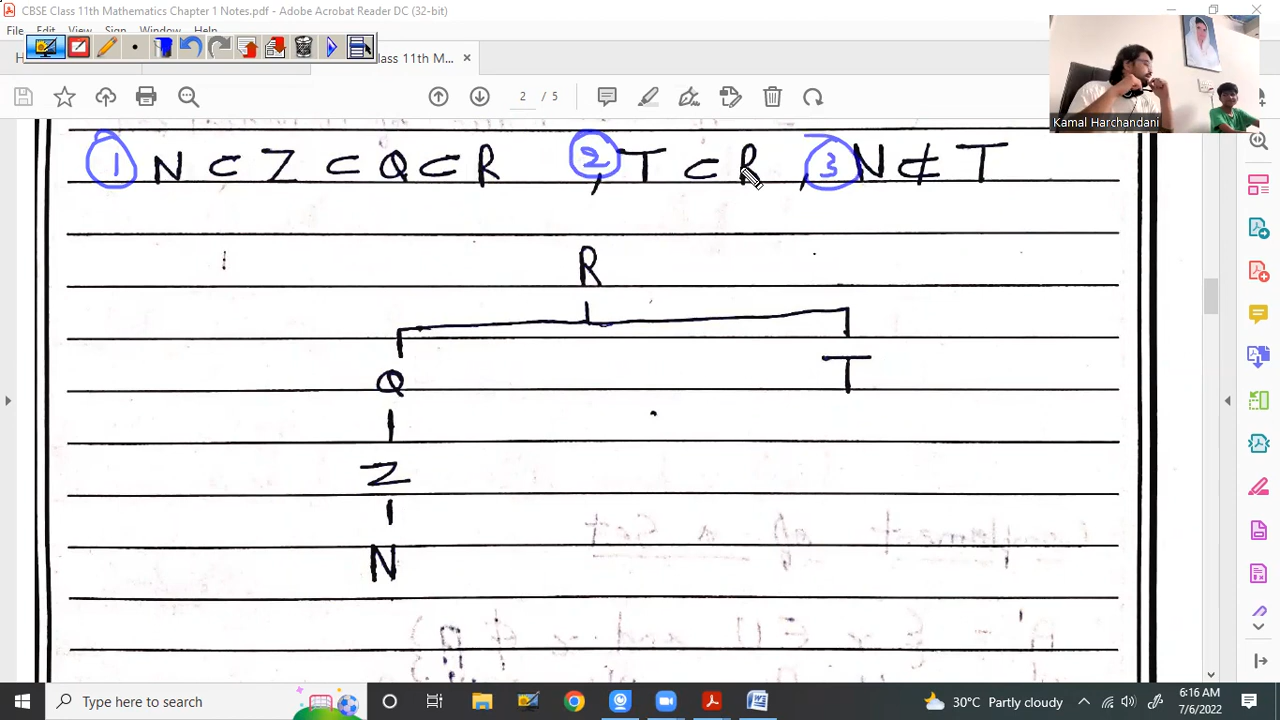 CBSE Class 11th Mathematics Chapter 1 Notes.pdf - Adobe Acrobat Reader DC (32-bit)
File Edit View Sign Window Help
lass 11th M... ×
2 / 5
Kamal Harchandani
① N ⊂ Z ⊂ Q ⊂ R , ② T ⊂ R , ③ N ⊄ T
R
Q T
Z
N
Type here to search
30°C Partly cloudy
6:16 AM
7/6/2022